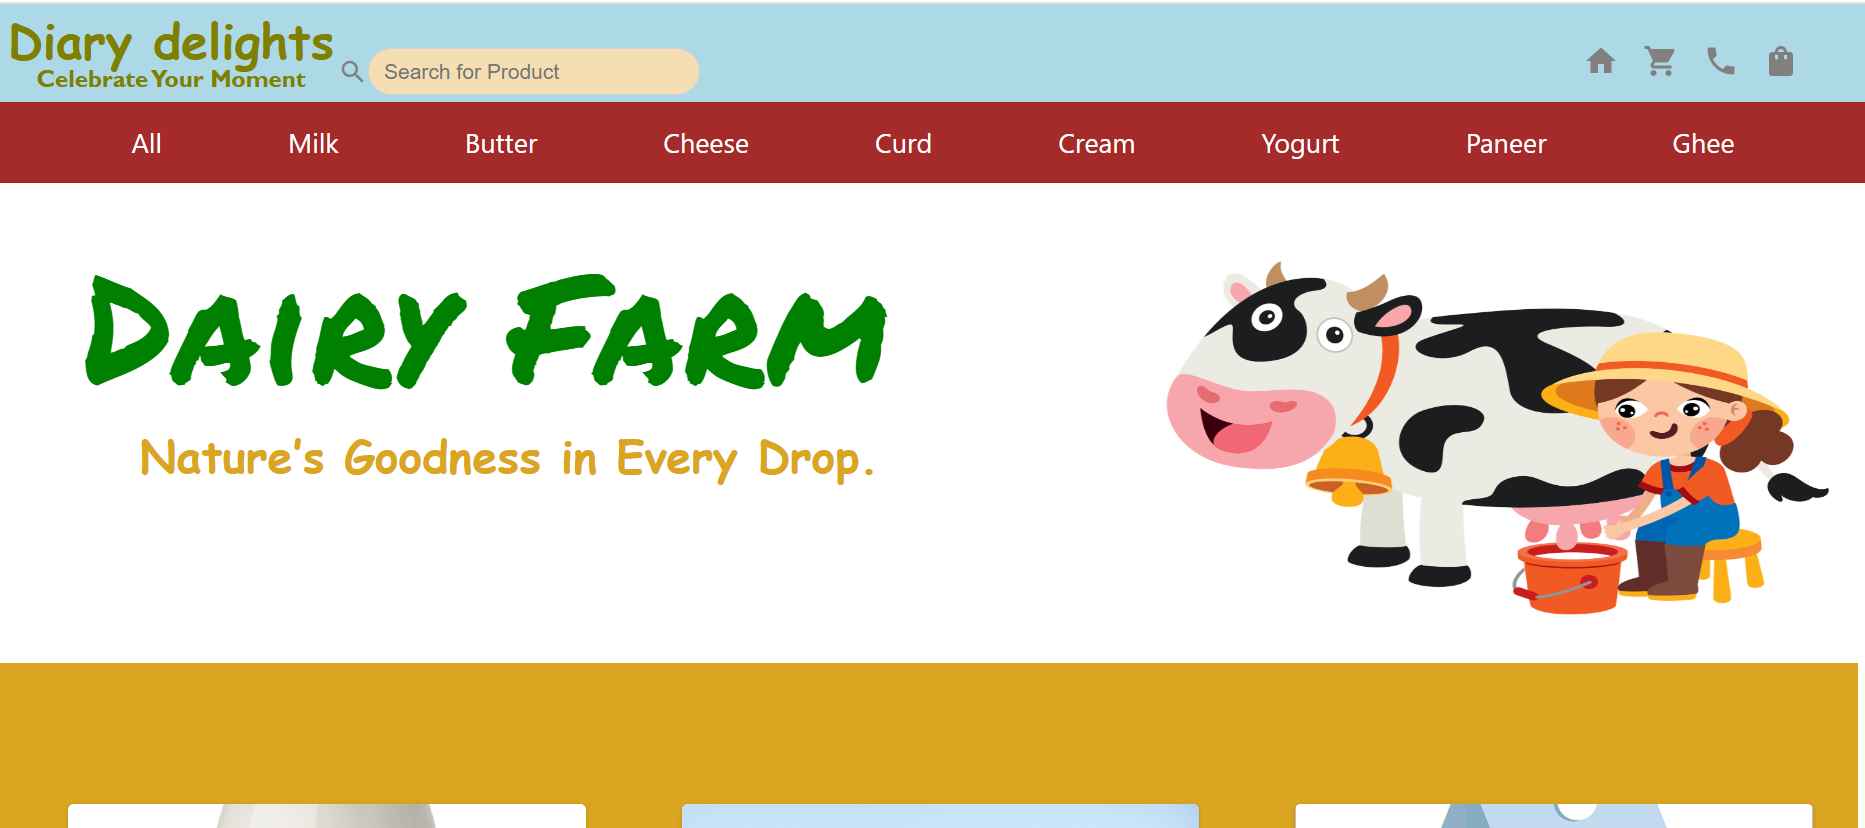 Diary delights
Celebrate Your Moment
Search for Product
All Milk Butter Cheese Curd Cream Yogurt Paneer Ghee
Dairy Farm
Nature's Goodness in Every Drop.